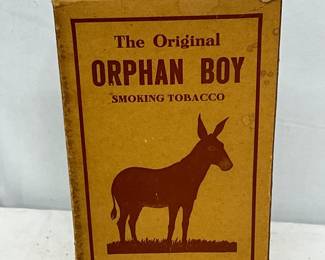 The Original
ORPHAN BOY
SMOKING TOBACCO